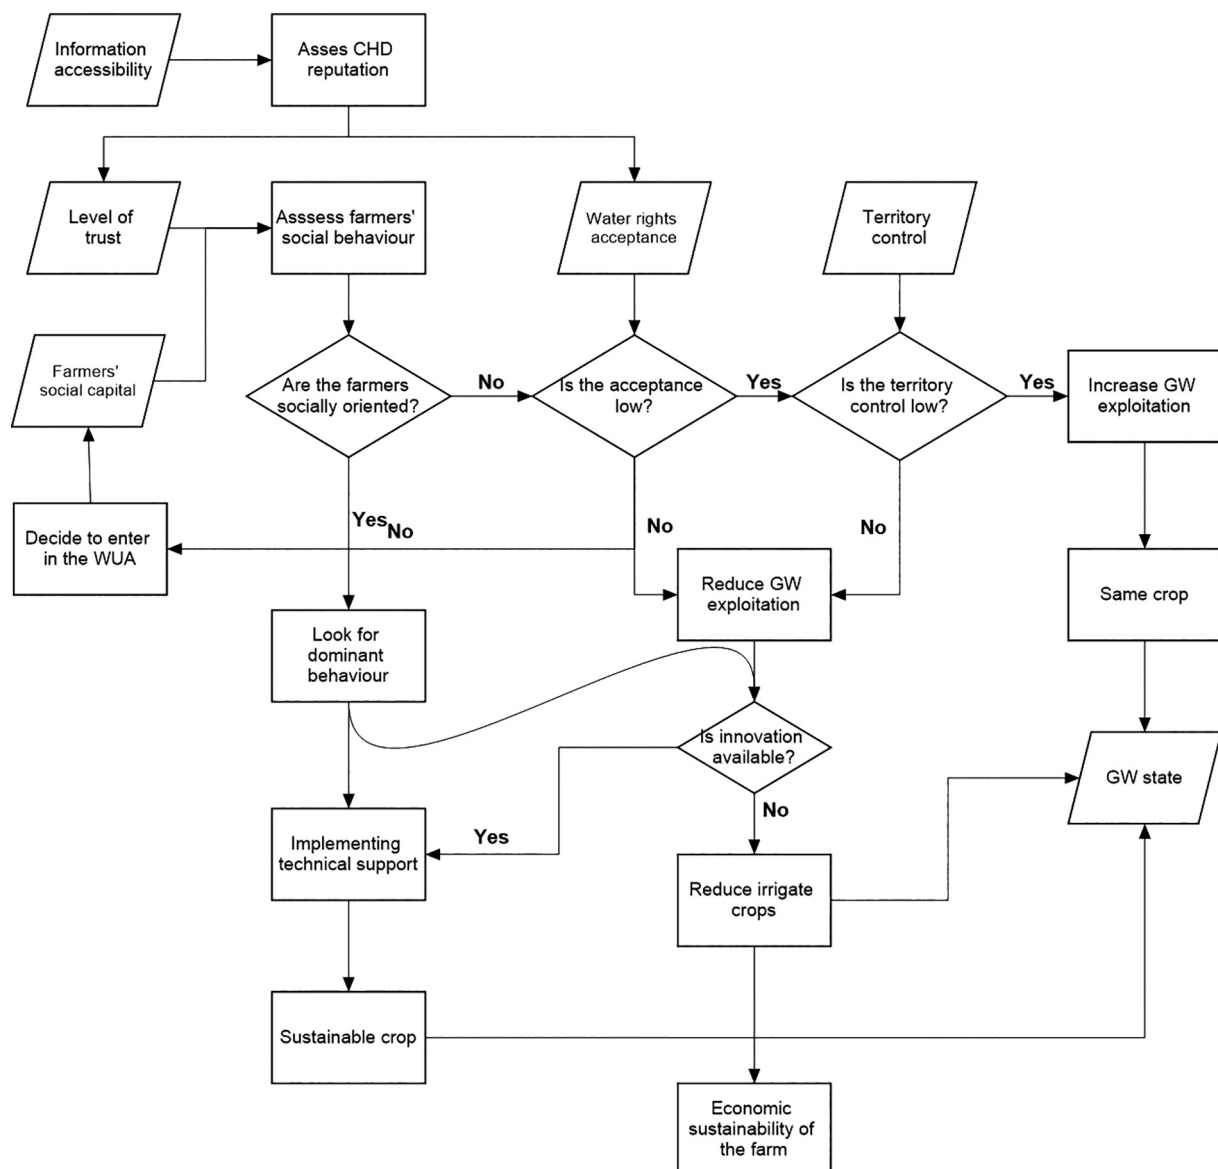 Information
accessibility
Asses CHD
reputation
Level of
trust
Asssess farmers'
social behaviour
Water rights
acceptance
Territory
control
Farmers'
social capital
Are the farmers
socially oriented?
No
Is the acceptance
low?
Yes
Is the territory
control low?
Yes
Increase GW
exploitation
Decide to enter
in the WUA
Yes
No
No
No
Reduce GW
exploitation
Same crop
Look for
dominant
behaviour
Is innovation
available?
GW state
Implementing
technical support
Yes
No
Reduce irrigate
crops
Sustainable crop
Economic
sustainability of
the farm